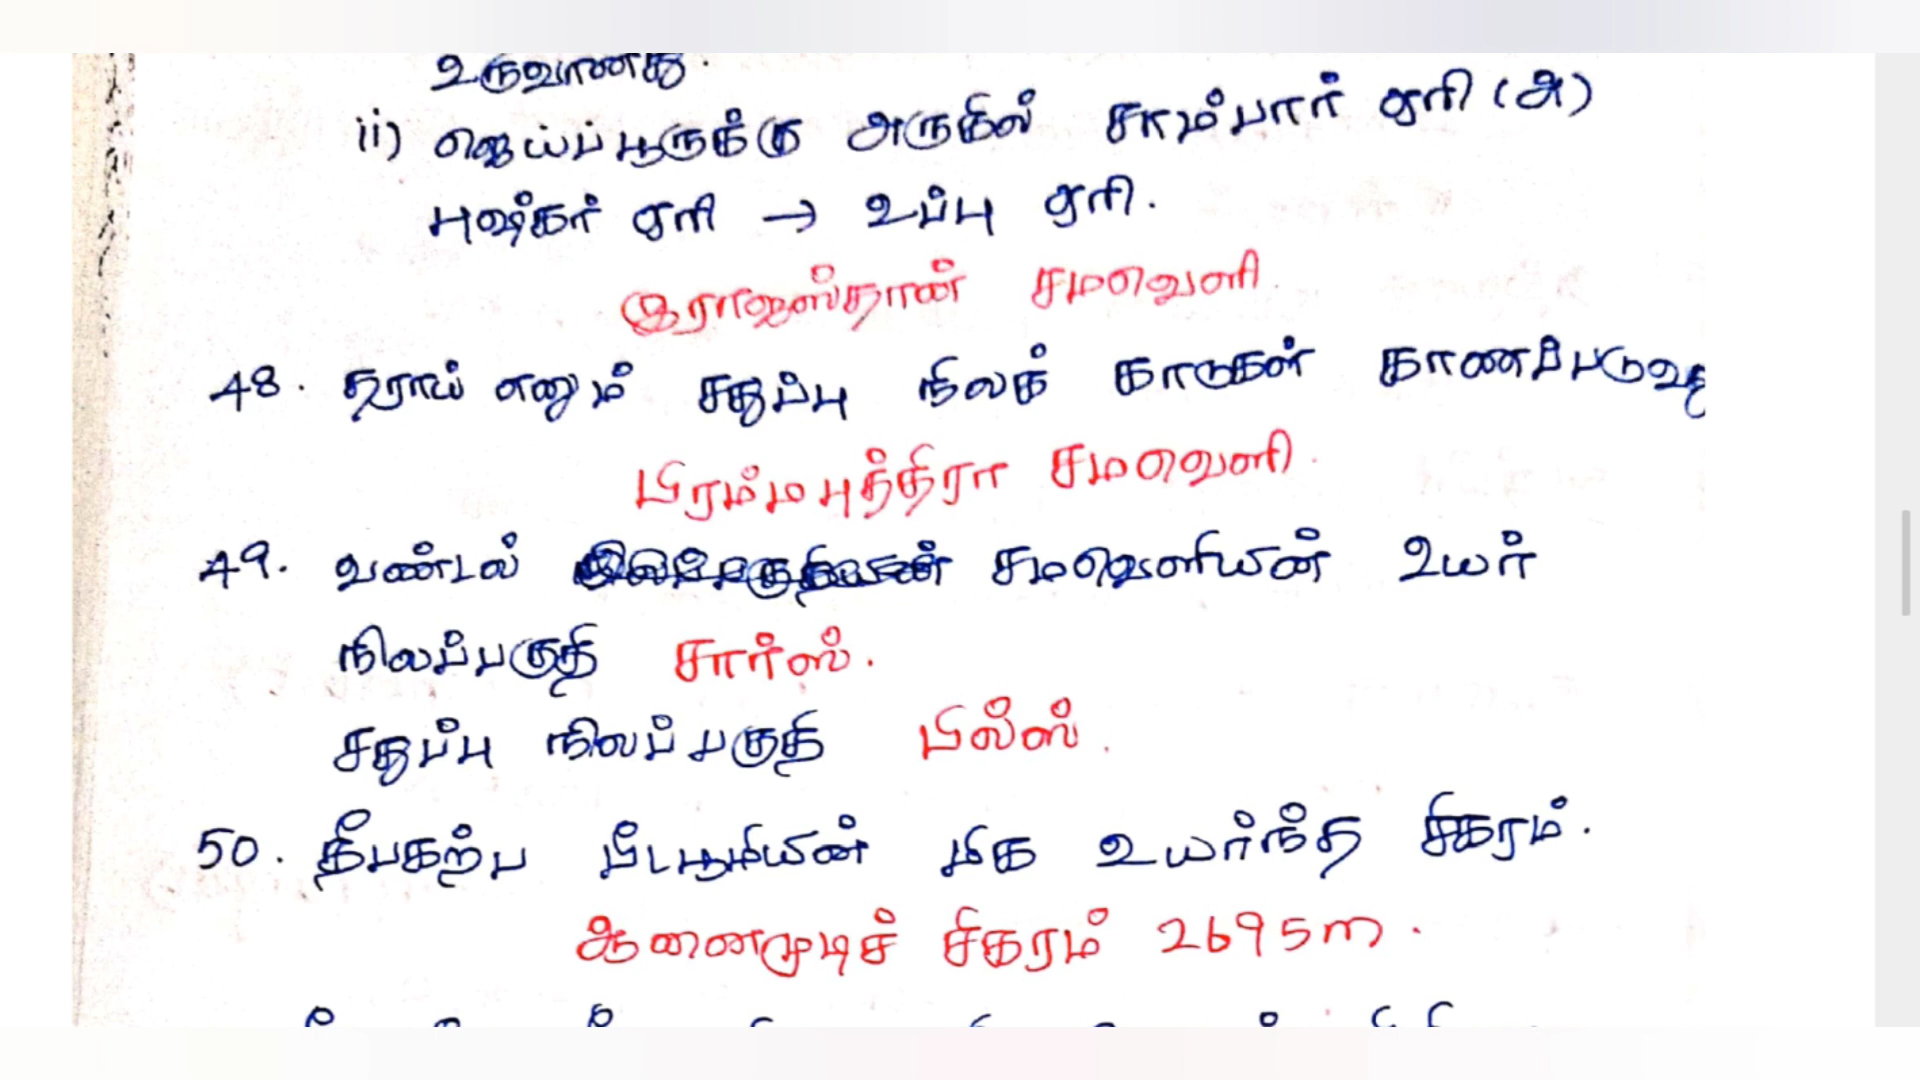 உருவானது.
ii) ஜெய்ப்பூருக்கு அருகில் சாம்பார் ஏரி (அ)
புஷ்கர் ஏரி → உப்பு ஏரி.
இராஜஸ்தான் சமவெளி.
48. தராய் எனும் சதுப்பு நிலக் காடுகள் காணப்படுவது
பிரம்மபுத்திரா சமவெளி.
49. வண்டல் சமவெளியின் உயர்
நிலப்பகுதி சார்ஸ்.
சதுப்பு நிலப்பகுதி பில்ஸ்.
50. தீபகற்ப பீடபூமியின் மிக உயர்ந்த சிகரம்.
ஆனைமுடிச் சிகரம் 2695m.